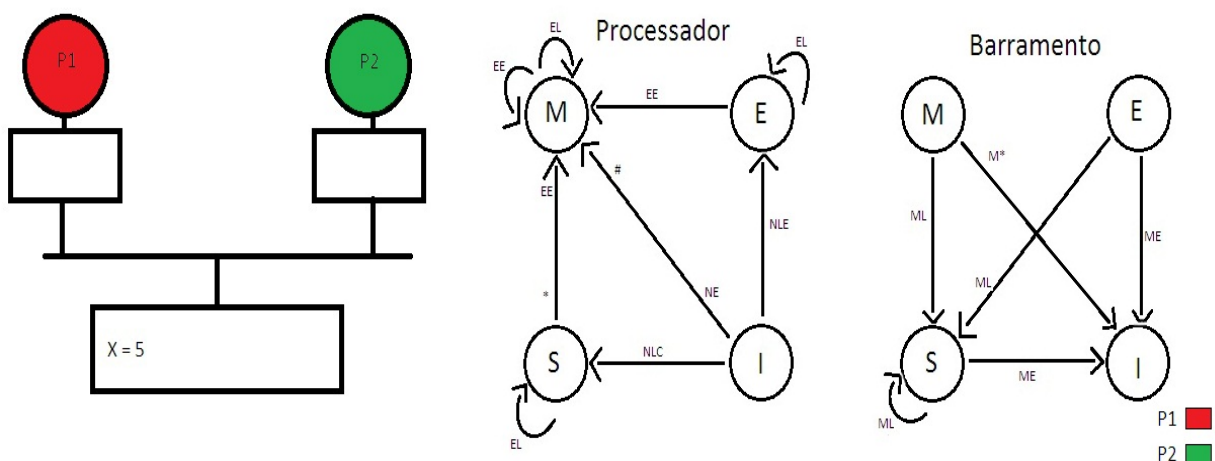 P1
P2
X = 5
Processador
EL
EE
EL
M
E
EE
#
EE
NLE
*
NE
S
NLC
I
EL
Barramento
M
E
M*
ML
ME
ML
S
I
ME
ML
P1
P2